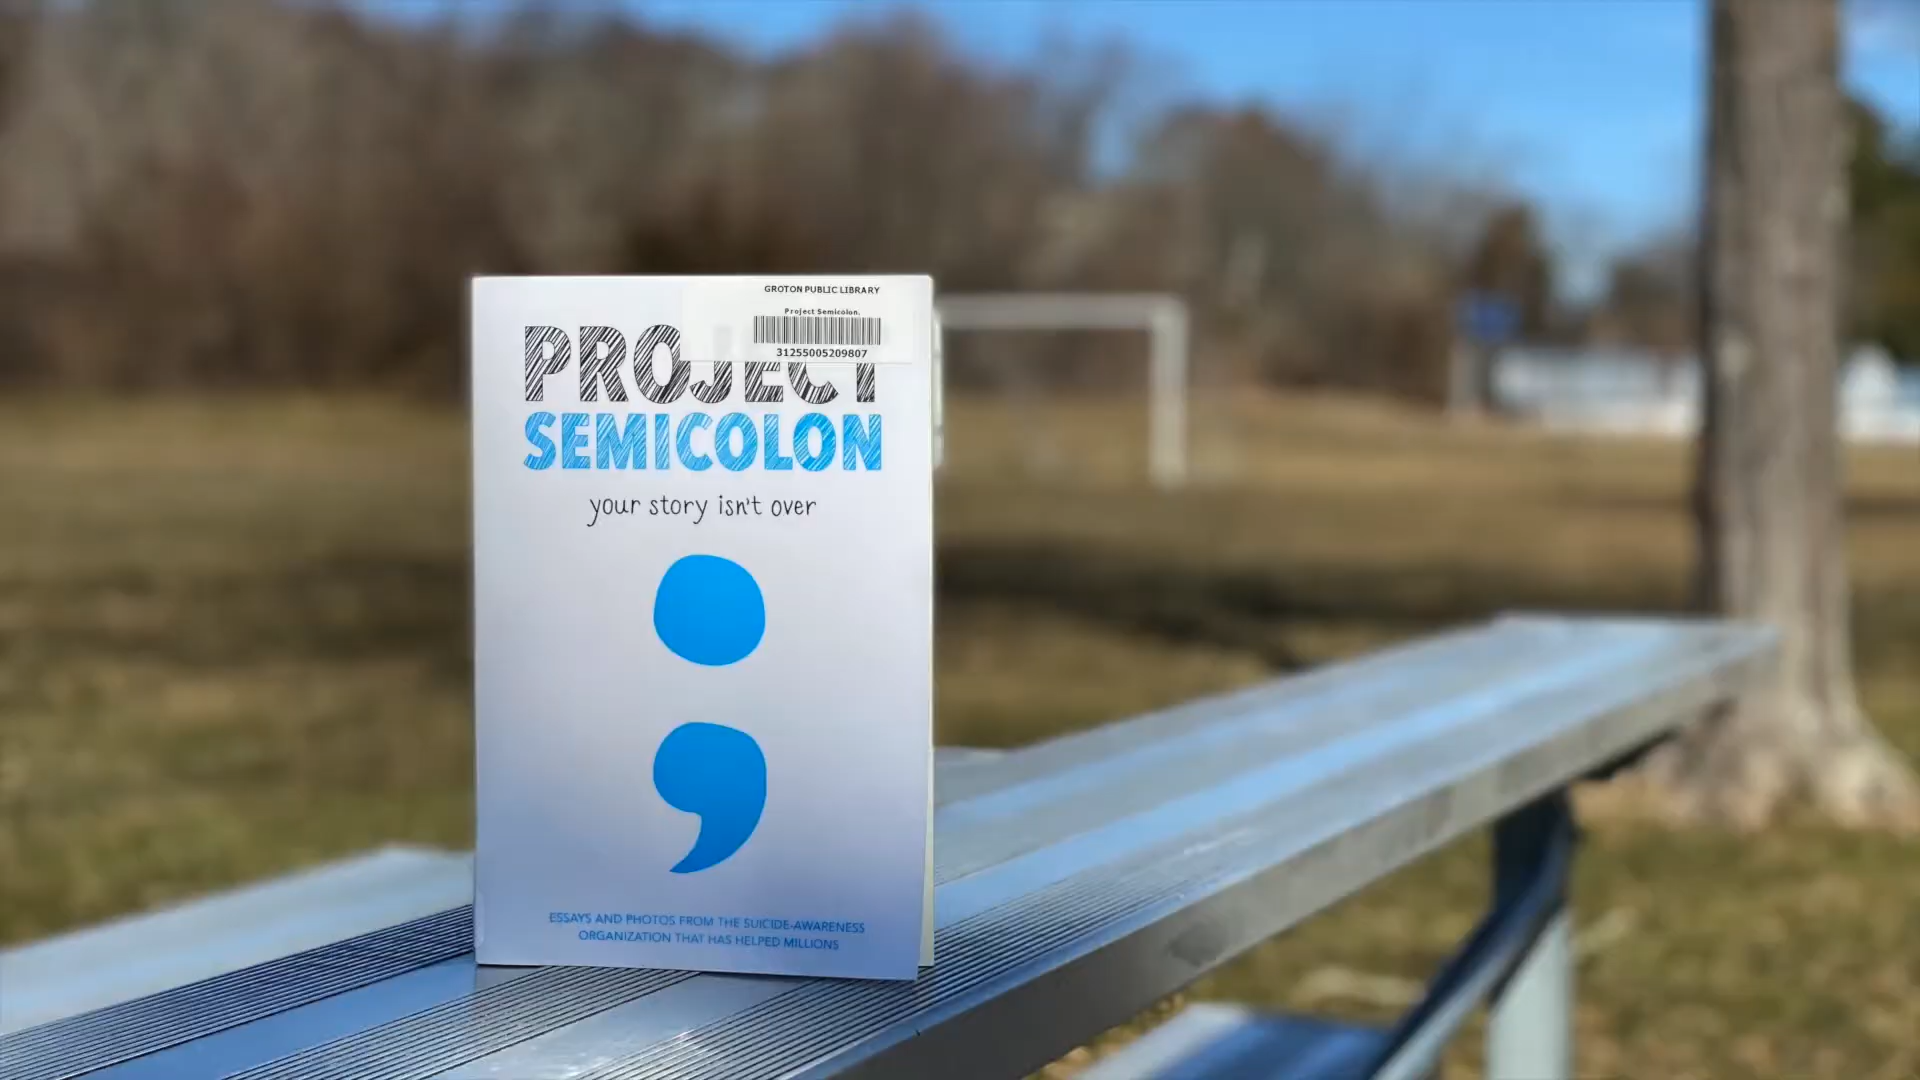 GROTON PUBLIC LIBRARY
Project Semicolon.
31255005209807
PROJECT
SEMICOLON
your story isn't over
;
ESSAYS AND PHOTOS FROM THE SUICIDE-AWARENESS
ORGANIZATION THAT HAS HELPED MILLIONS